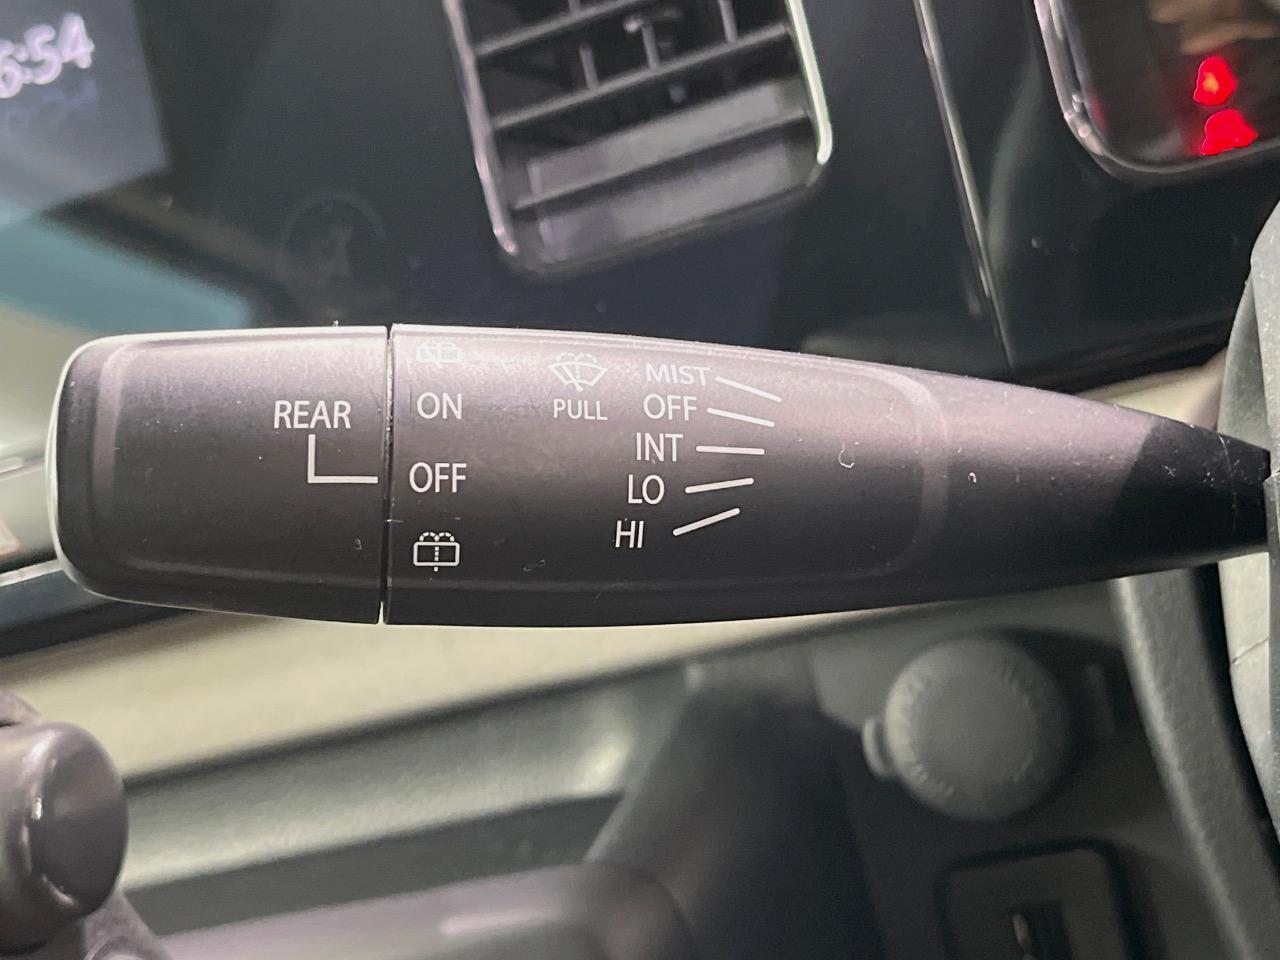 6:54
REAR
ON
OFF
PULL
MIST
OFF
INT
LO
HI